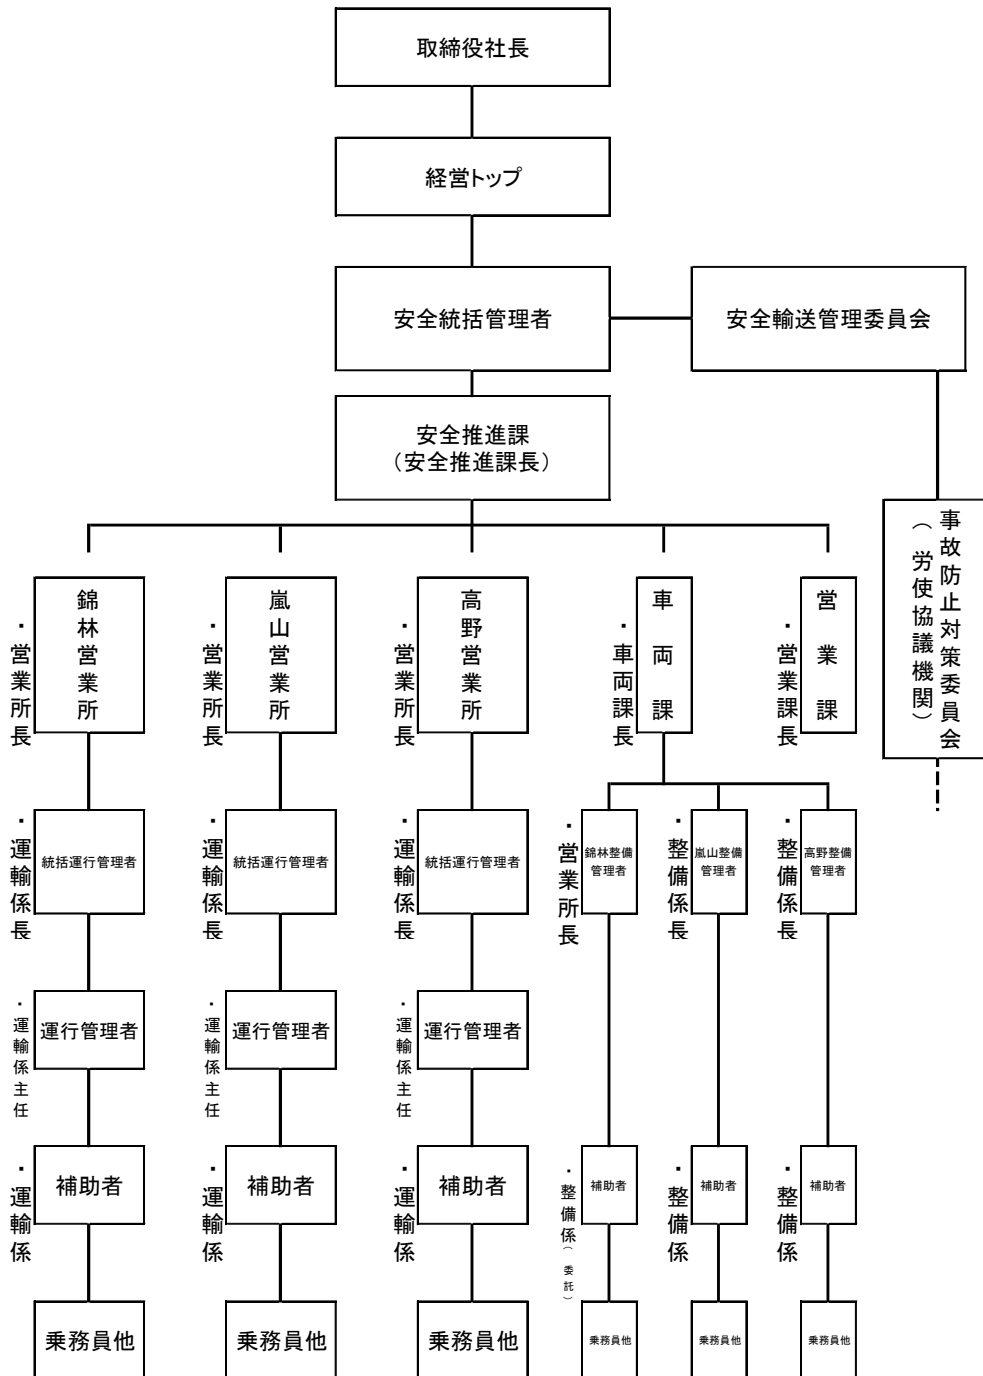 取締役社長
経営トップ
安全統括管理者
安全輸送管理委員会
安全推進課
（安全推進課長）
事故防止対策委員会
（労使協議機関）
錦林営業所
・営業所長
嵐山営業所
・営業所長
高野営業所
・営業所長
車両課
・車両課長
営業課
・営業課長
統括運行管理者
・運輸係長
統括運行管理者
・運輸係長
統括運行管理者
・運輸係長
錦林整備
管理者
・営業所長
嵐山整備
管理者
・整備係長
高野整備
管理者
・整備係長
運行管理者
・運輸係主任
運行管理者
・運輸係主任
運行管理者
・運輸係主任
補助者
・運輸係
補助者
・運輸係
補助者
・運輸係
補助者
・整備係（委託）
補助者
・整備係
補助者
・整備係
乗務員他
乗務員他
乗務員他
乗務員他
乗務員他
乗務員他